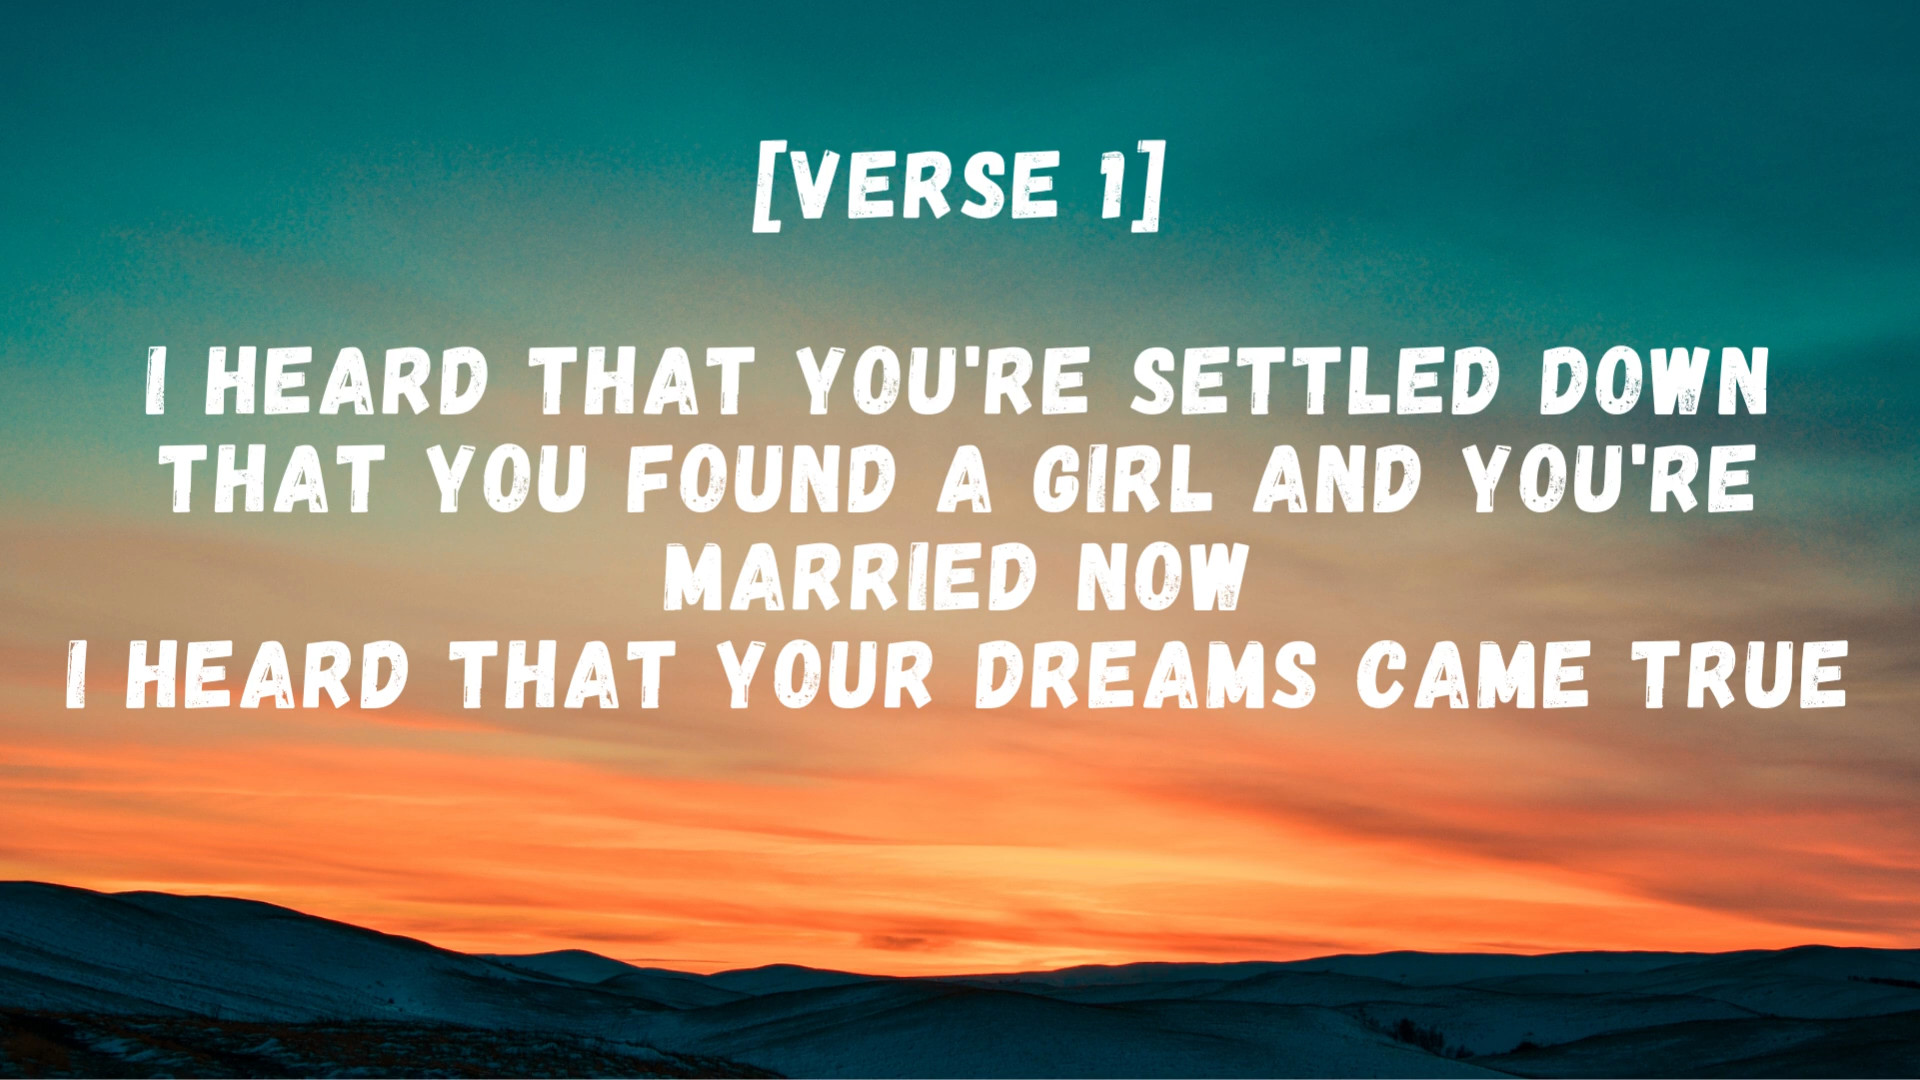 [VERSE 1]
I HEARD THAT YOU'RE SETTLED DOWN
THAT YOU FOUND A GIRL AND YOU'RE
MARRIED NOW
I HEARD THAT YOUR DREAMS CAME TRUE